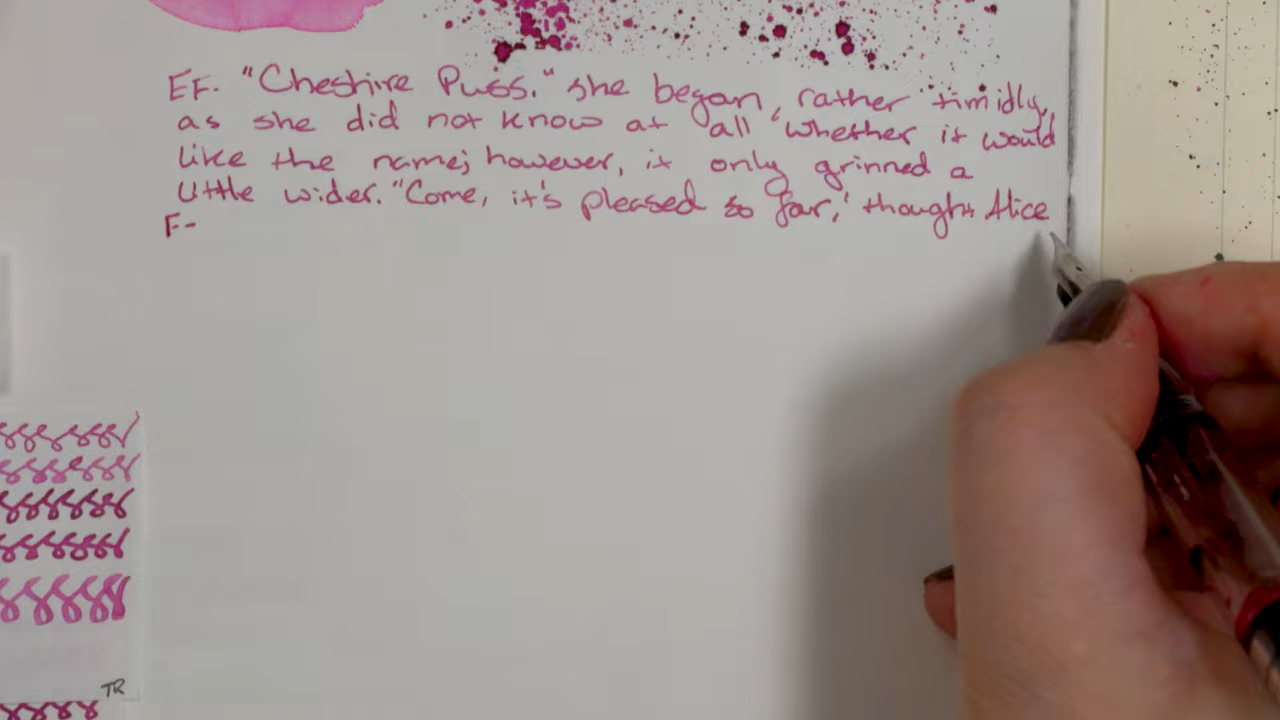 EF. "Cheshire Puss." she began, rather timidly,
as she did not know at all whether it would
like the name; however, it only grinned a
little wider. "Come, it's pleased so far,' thought Alice
F-
TR